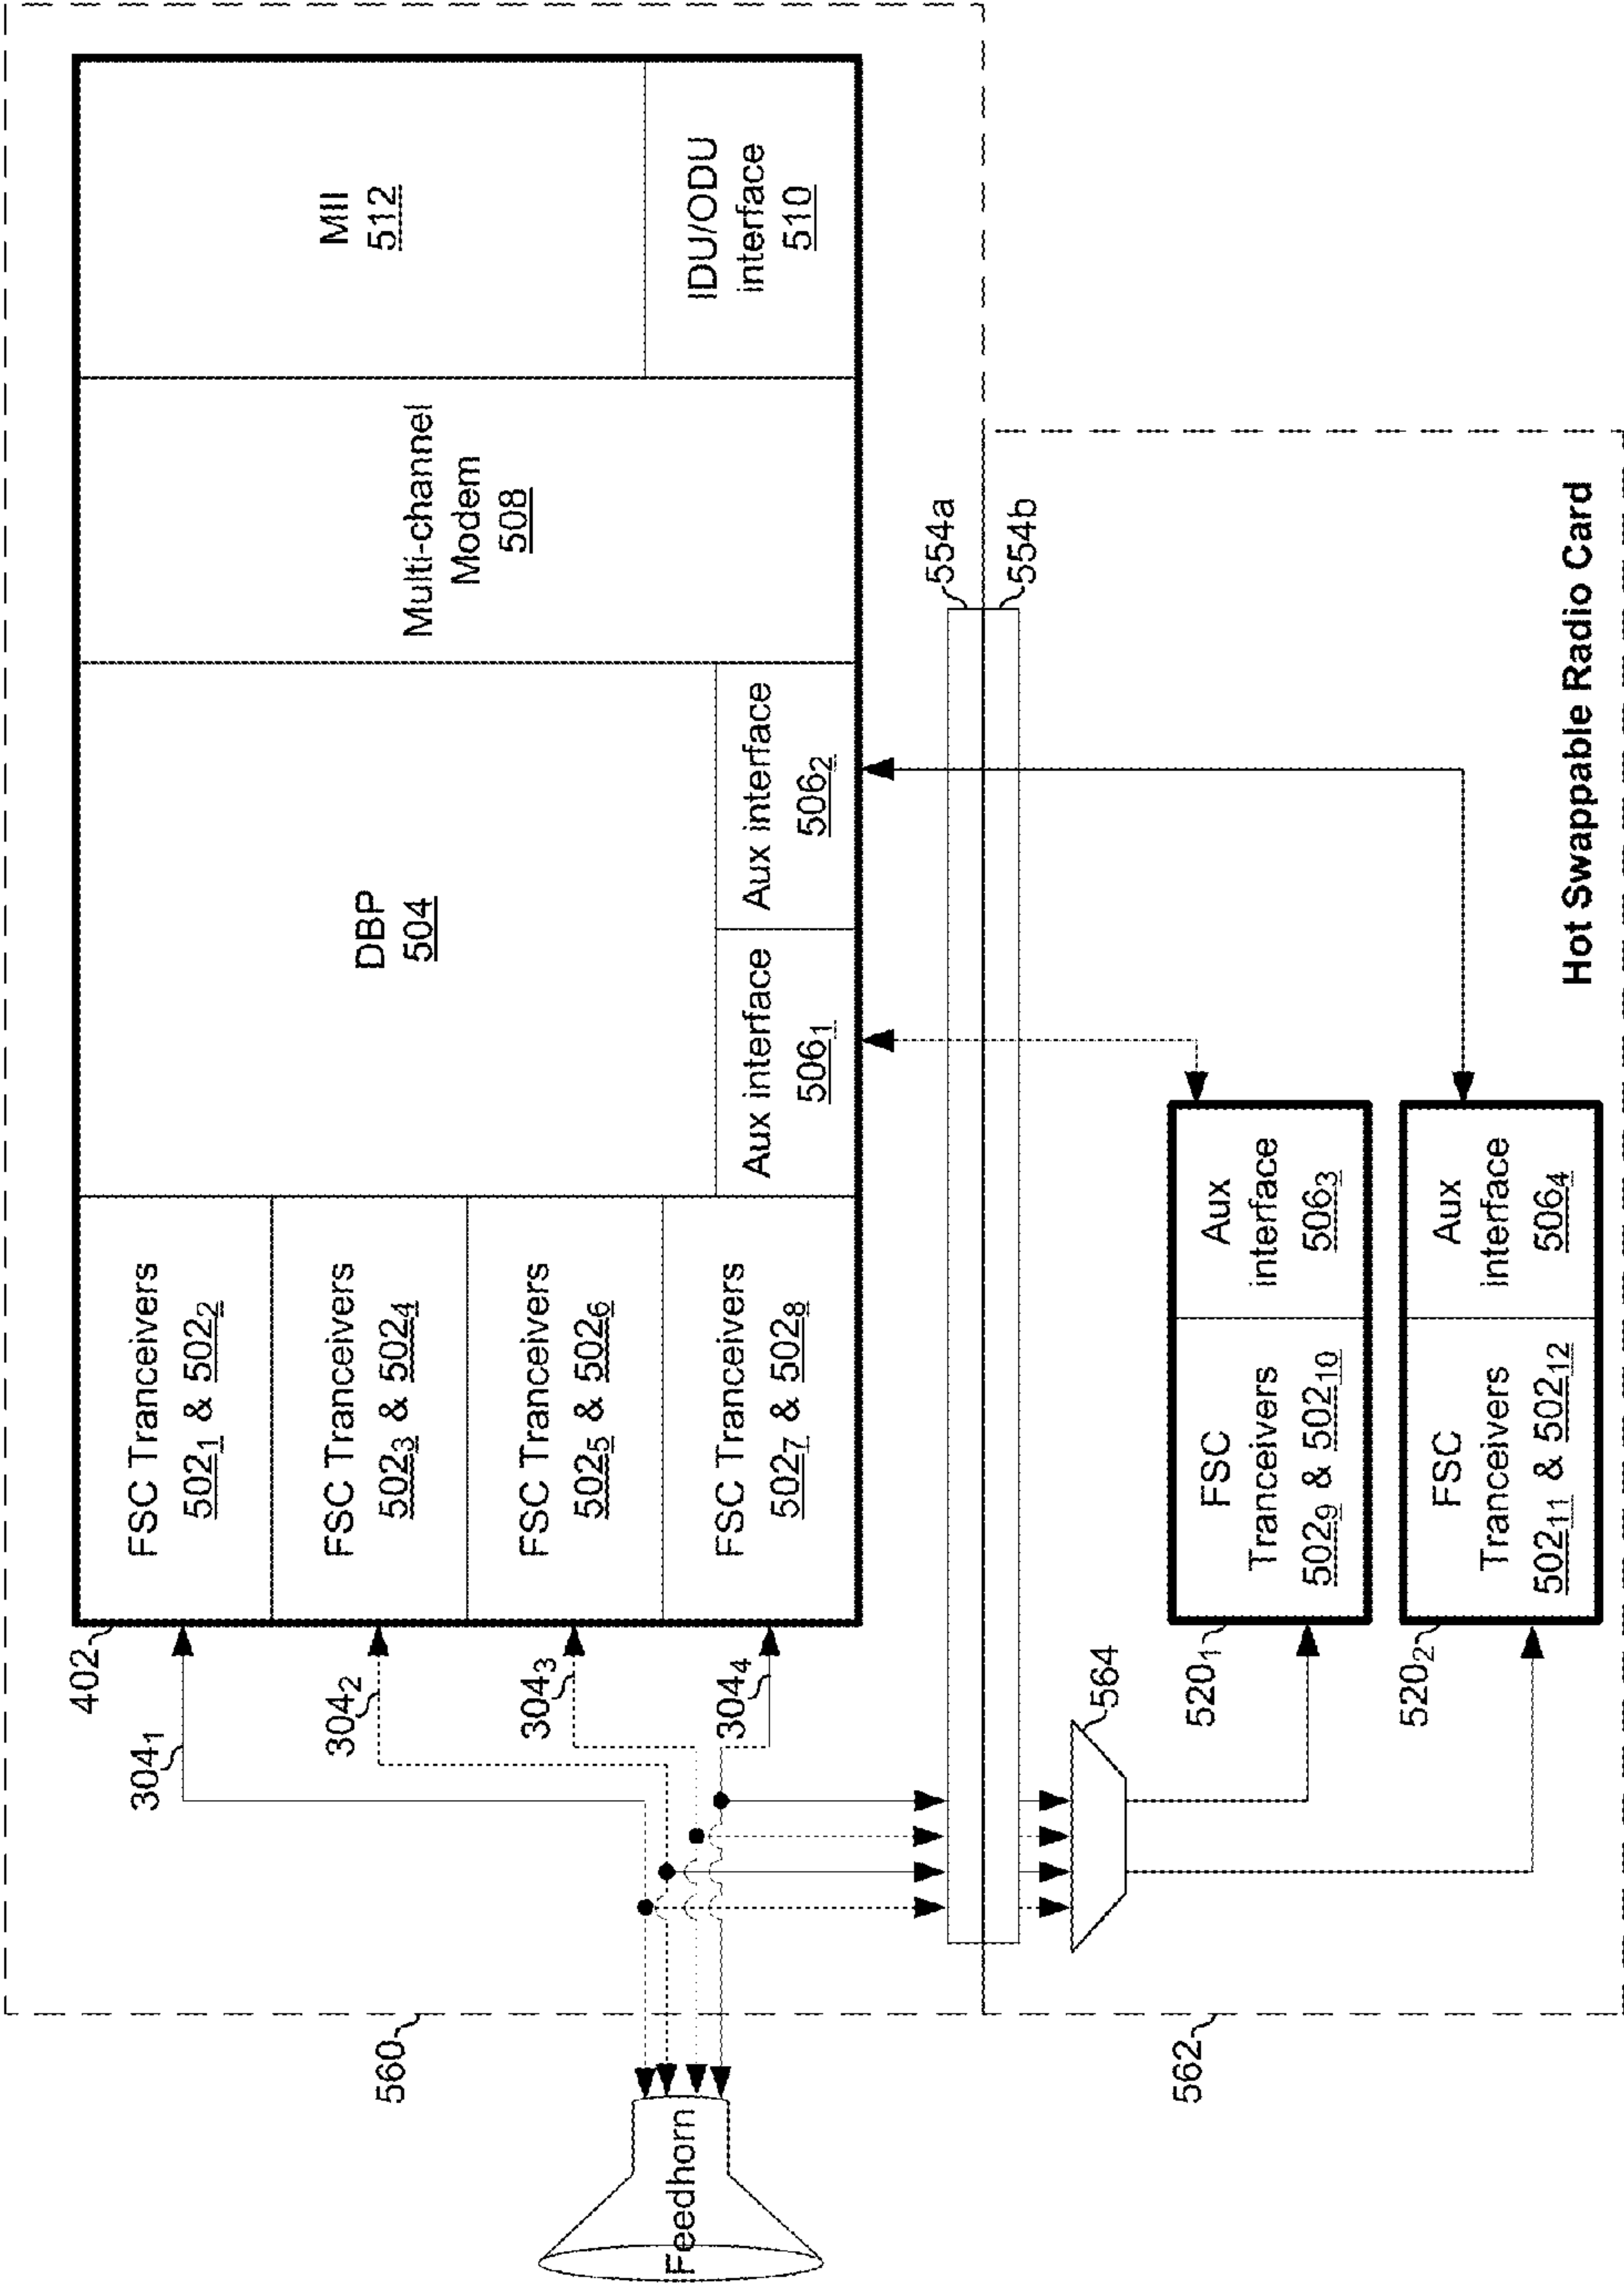 560
402
304₁
304₂
304₃
304₄
Feedhorn
FSC Tranceivers
502₁ & 502₂
FSC Tranceivers
502₃ & 502₄
FSC Tranceivers
502₅ & 502₆
FSC Tranceivers
502₇ & 502₈
DBP
504
Aux interface
506₁
Aux interface
506₂
Multi-channel
Modem
508
MII
512
IDU/ODU
interface
510
554a
554b
562
564
520₁
FSC
Tranceivers
502₉ & 502₁₀
Aux
interface
506₃
520₂
FSC
Tranceivers
502₁₁ & 502₁₂
Aux
interface
506₄
Hot Swappable Radio Card